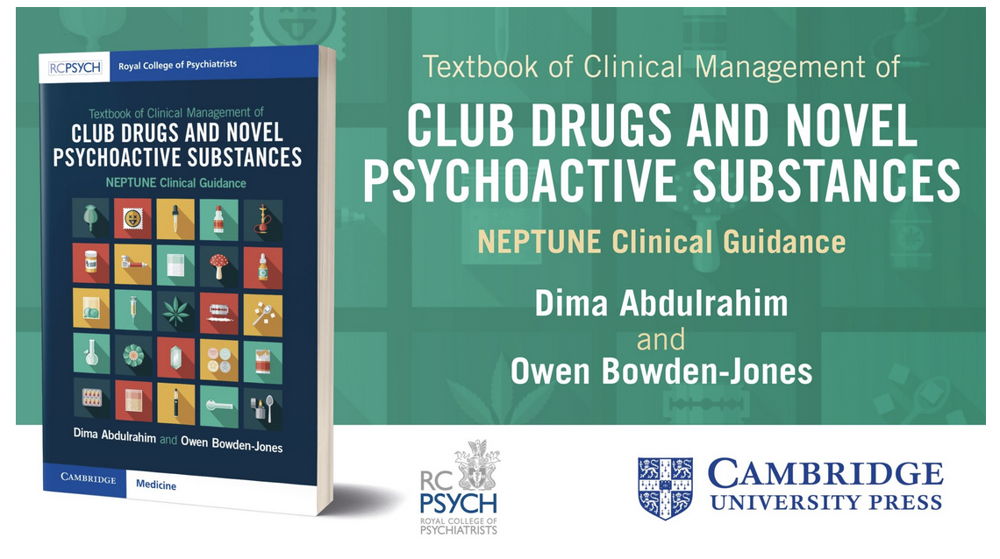 RCPSYCH Royal College of Psychiatrists
Textbook of Clinical Management of
CLUB DRUGS AND NOVEL
PSYCHOACTIVE SUBSTANCES
NEPTUNE Clinical Guidance
Dima Abdulrahim and Owen Bowden-Jones
CAMBRIDGE Medicine
Textbook of Clinical Management of
CLUB DRUGS AND NOVEL
PSYCHOACTIVE SUBSTANCES
NEPTUNE Clinical Guidance
Dima Abdulrahim
and
Owen Bowden-Jones
RC
PSYCH
ROYAL COLLEGE OF
PSYCHIATRISTS
CAMBRIDGE
UNIVERSITY PRESS